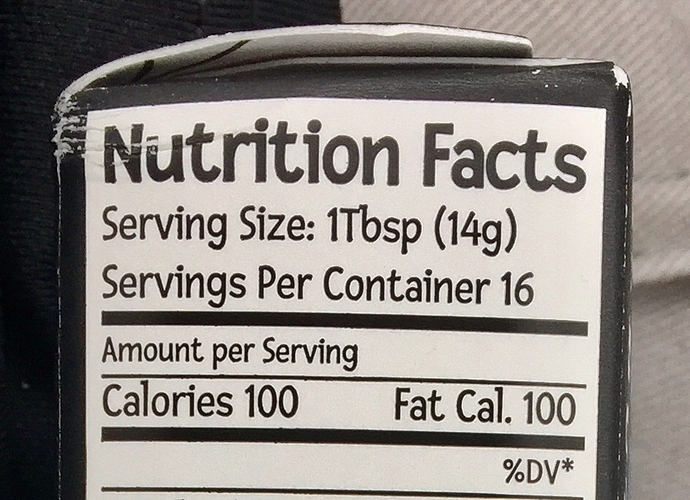 Nutrition Facts
Serving Size: 1Tbsp (14g)
Servings Per Container 16
Amount per Serving
Calories 100 Fat Cal. 100
%DV*